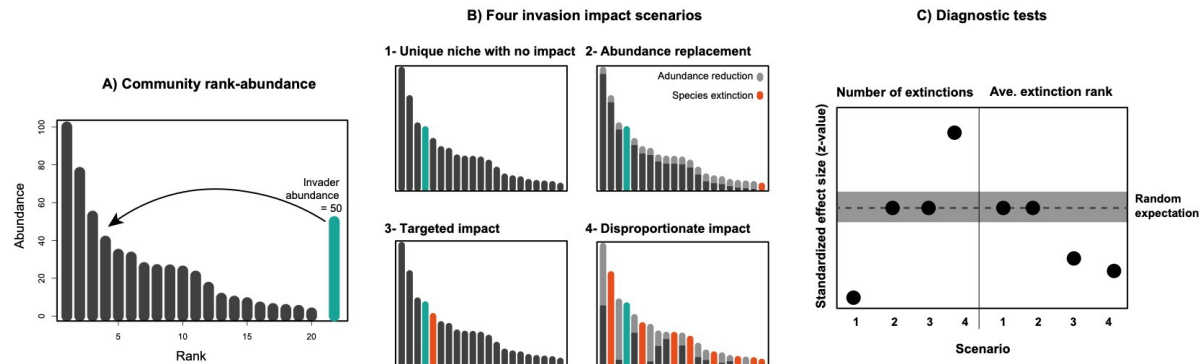 A) Community rank-abundance
Abundance
100
80
60
40
20
0
Invader
abundance
= 50
5
10
15
20
Rank
B) Four invasion impact scenarios
1- Unique niche with no impact
2- Abundance replacement
Adundance reduction
Species extinction
3- Targeted impact
4- Disproportionate impact
C) Diagnostic tests
Number of extinctions
Ave. extinction rank
Standardized effect size (z-value)
Random
expectation
1 2 3 4 1 2 3 4
Scenario